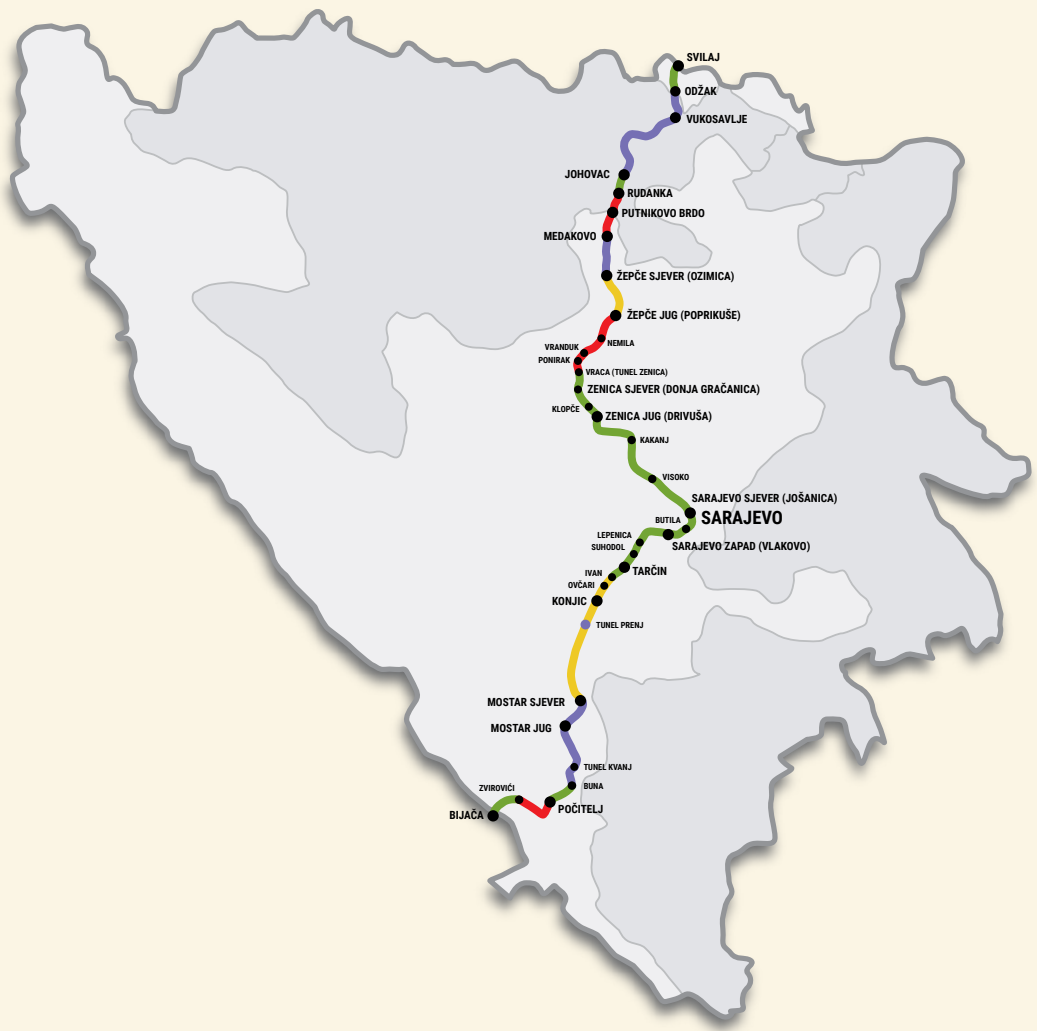 SVILAJ
ODŽAK
VUKOSAVLJE
JOHOVAC
RUDANKA
PUTNIKOVO BRDO
MEDAKOVO
ŽEPČE SJEVER (OZIMICA)
ŽEPČE JUG (POPRIKUŠE)
NEMILA
VRANDUK
PONIRAK
VRACA (TUNEL ZENICA)
ZENICA SJEVER (DONJA GRAČANICA)
KLOPČE
ZENICA JUG (DRIVUŠA)
KAKANJ
VISOKO
SARAJEVO SJEVER (JOŠANICA)
SARAJEVO
BUTILA
LEPENICA
SARAJEVO ZAPAD (VLAKOVO)
SUHODOL
TARČIN
IVAN
OVČARI
KONJIC
TUNEL PRENJ
MOSTAR SJEVER
MOSTAR JUG
TUNEL KVANJ
BUNA
ZVIROVIĆI
POČITELJ
BIJAČA